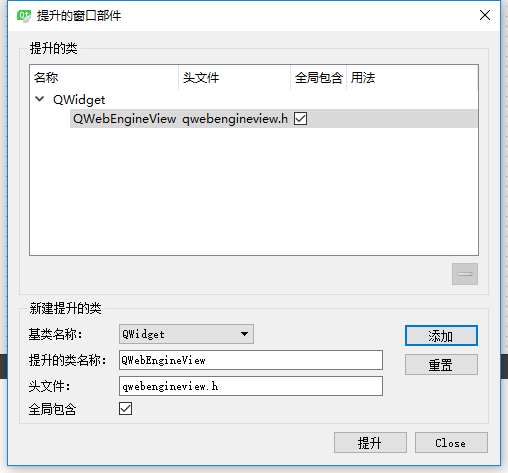 提升的窗口部件
提升的类
名称 头文件 全局包含 用法
QWidget
QWebEngineView qwebengineview.h
新建提升的类
基类名称： QWidget 添加
提升的类名称： QWebEngineView 重置
头文件： qwebengineview.h
全局包含
提升 Close